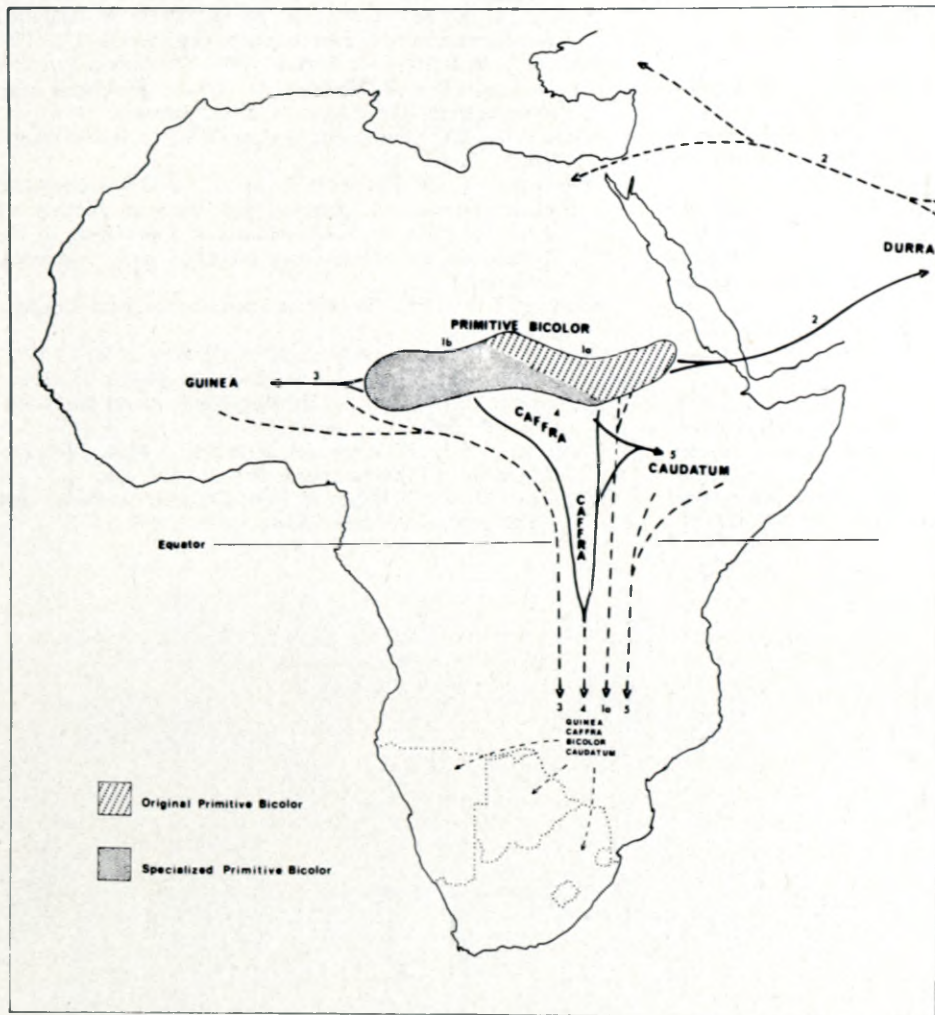 2
DURRA
2
PRIMITIVE BICOLOR
1b
1a
GUINEA
3
CAFFRA
4
5
CAUDATUM
CAFFRA
Equator
3 4 1a 5
GUINEA
CAFFRA
BICOLOR
CAUDATUM
Original Primitive Bicolor
Specialized Primitive Bicolor